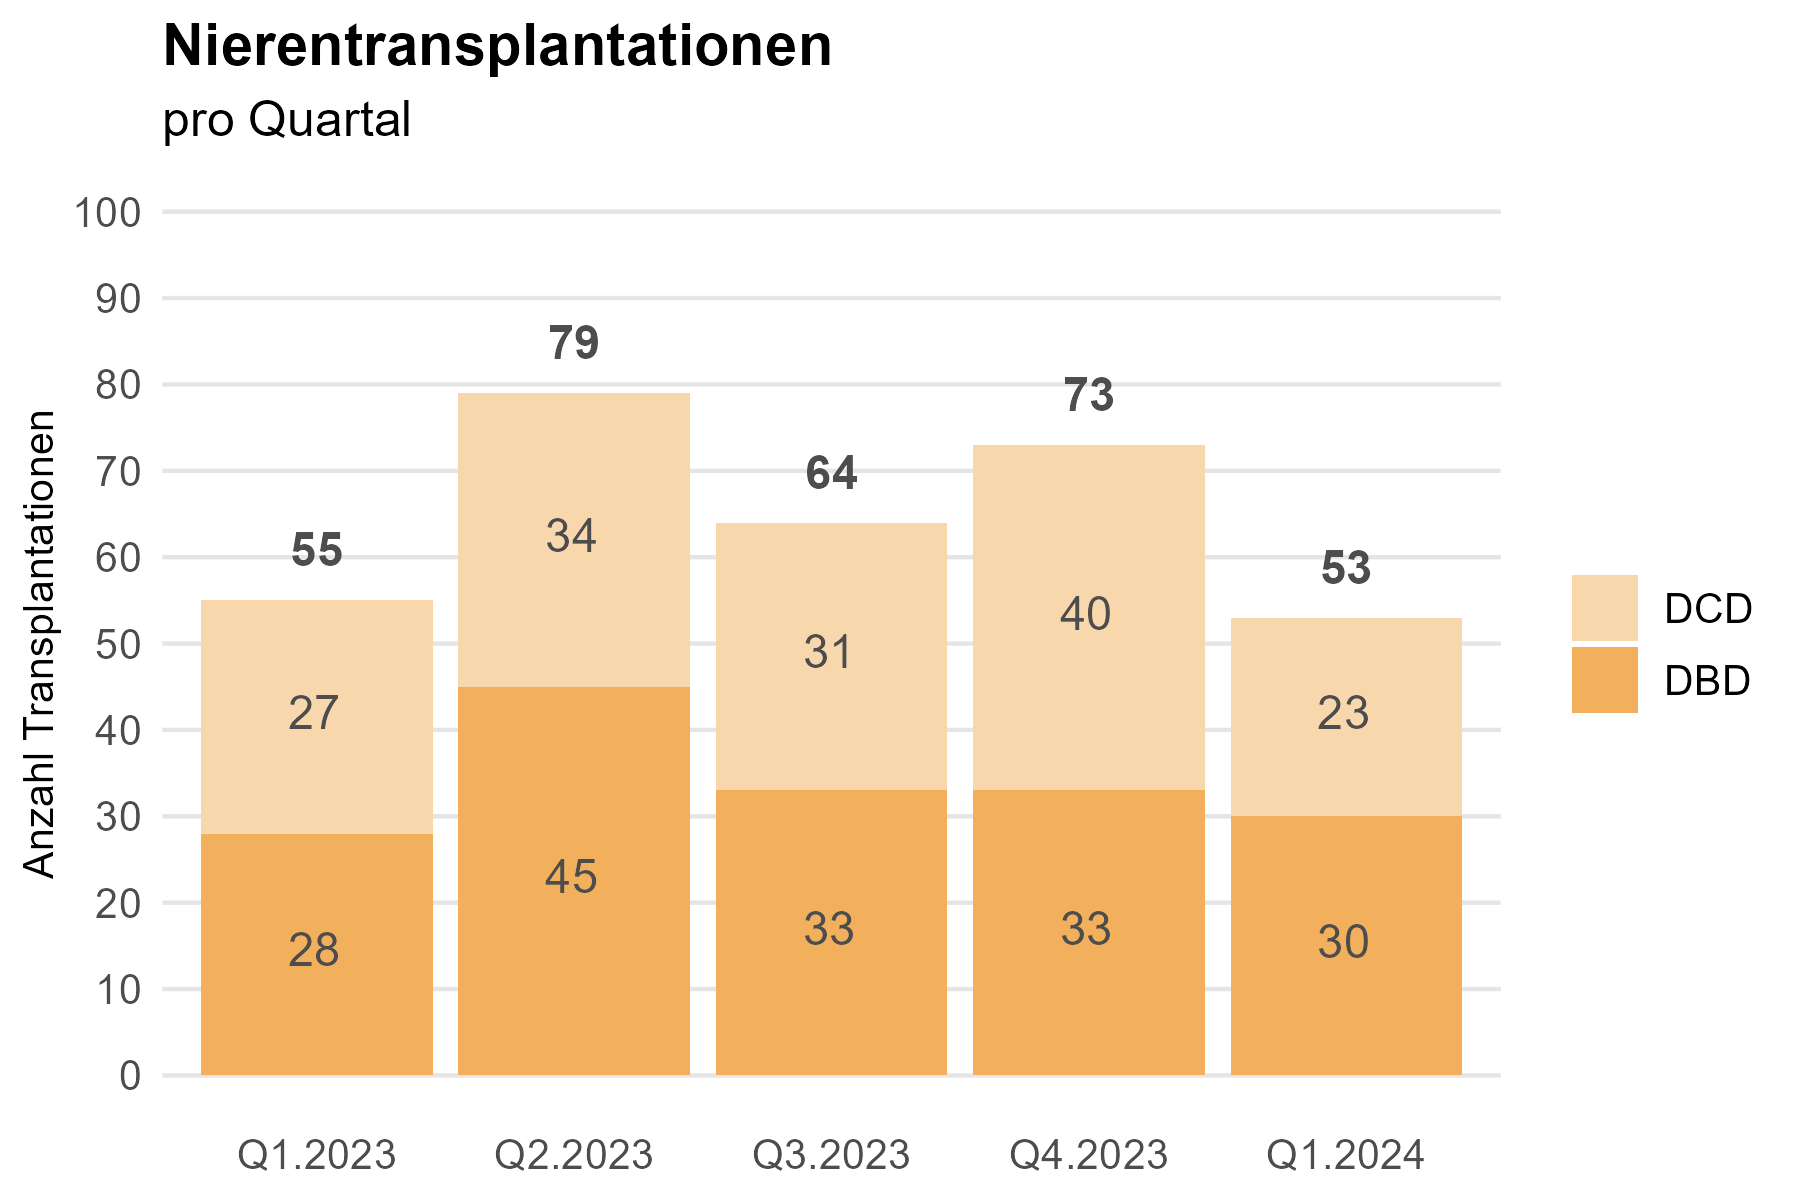 Nierentransplantationen
pro Quartal
Anzahl Transplantationen
100
90
80
70
60
50
40
30
20
10
0
55
27
28
79
34
45
64
31
33
73
40
33
53
23
30
Q1.2023
Q2.2023
Q3.2023
Q4.2023
Q1.2024
DCD
DBD